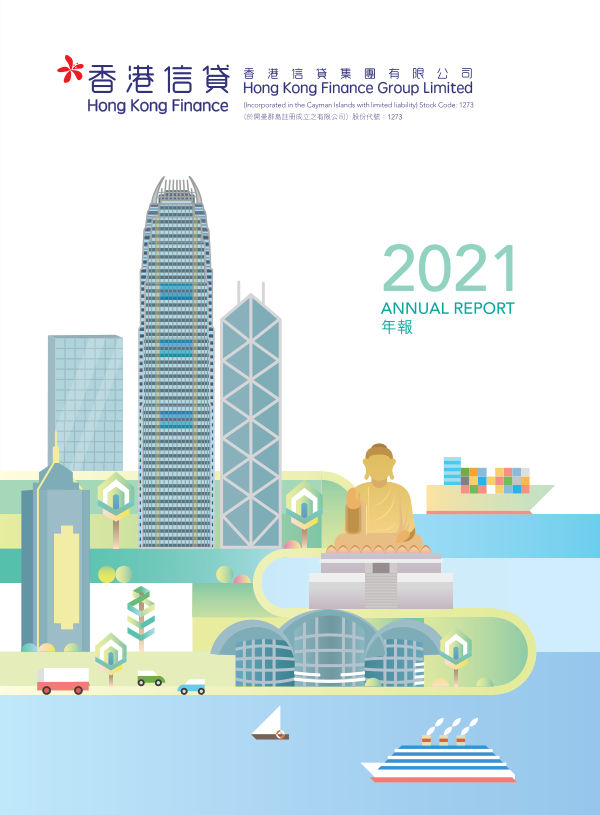 香港信貸
Hong Kong Finance
香港信貸集團有限公司
Hong Kong Finance Group Limited
(Incorporated in the Cayman Islands with limited liability) Stock Code: 1273
(於開曼群島註冊成立之有限公司) 股份代號：1273
2021
ANNUAL REPORT
年報